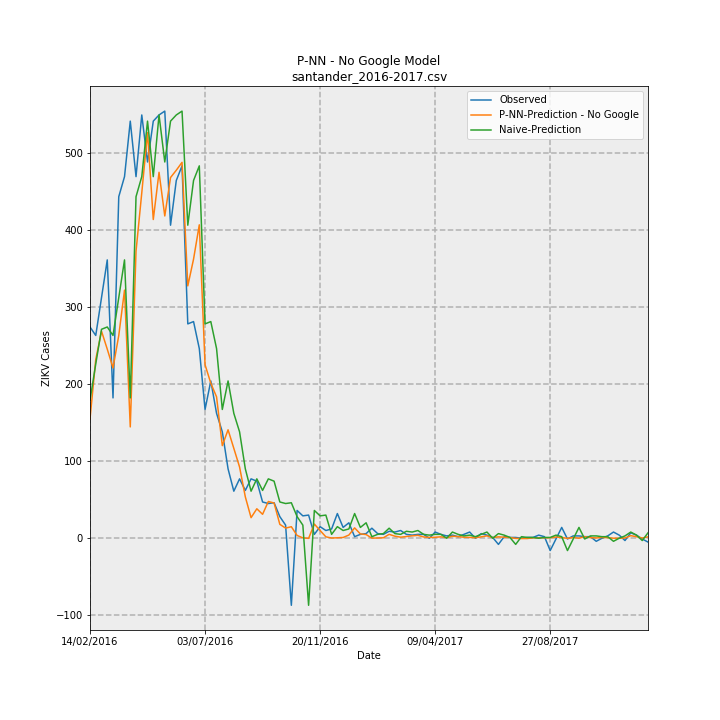 P-NN - No Google Model
santander_2016-2017.csv
Observed
P-NN-Prediction - No Google
Naive-Prediction
ZIKV Cases
500
400
300
200
100
0
−100
14/02/2016
03/07/2016
20/11/2016
09/04/2017
27/08/2017
Date